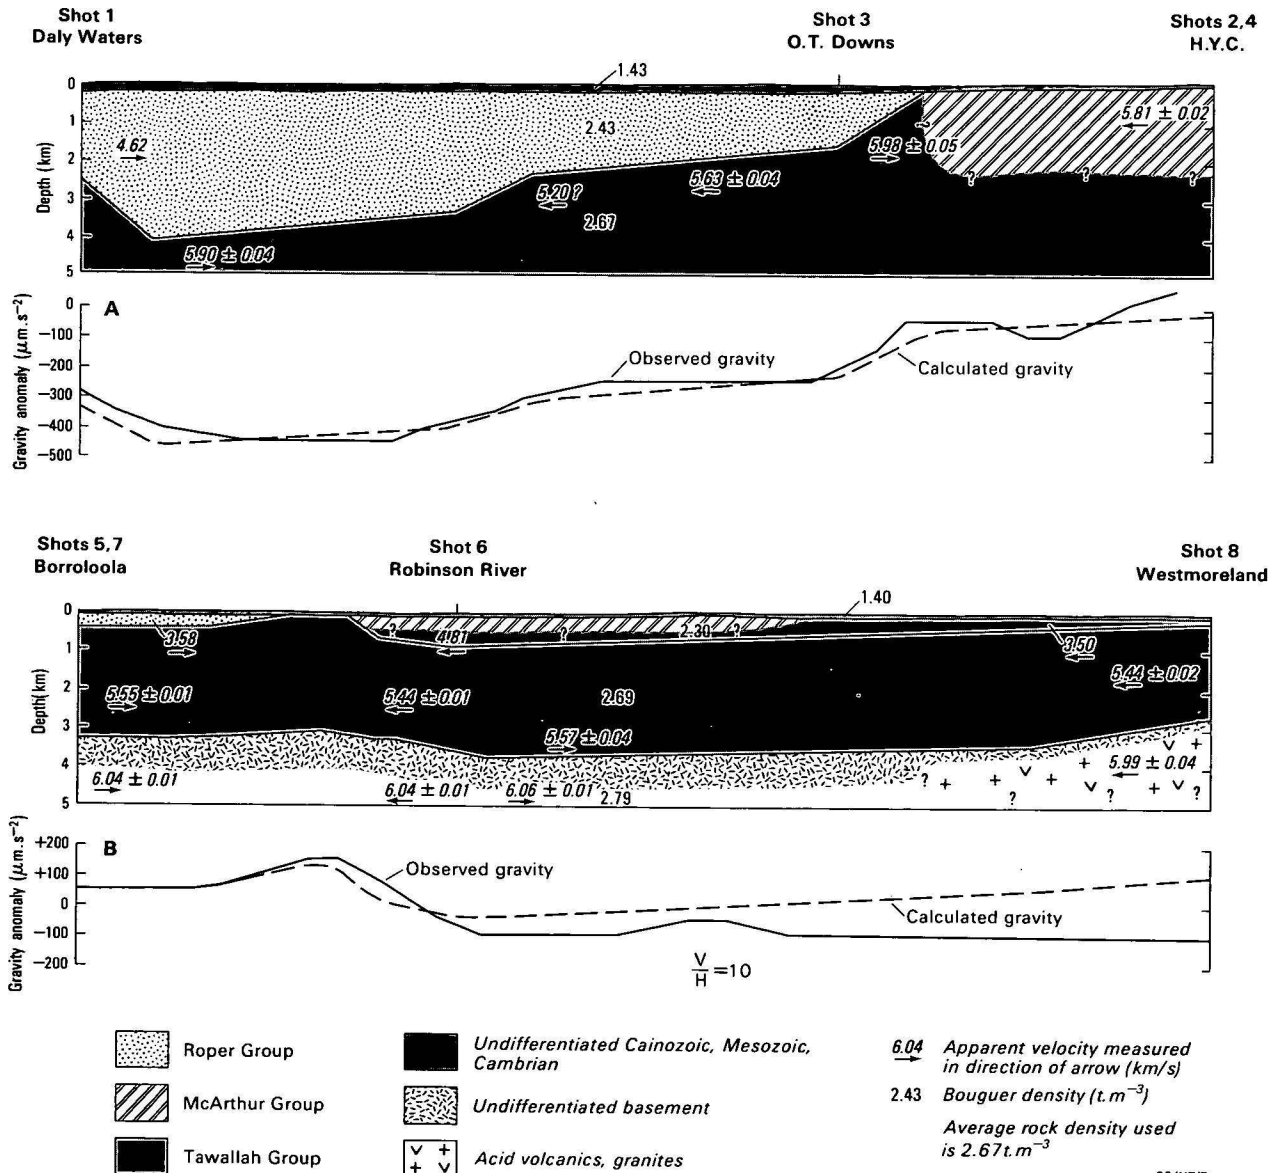 Shot 1
Daly Waters
Shot 3
O.T. Downs
Shots 2,4
H.Y.C.
1.43
0
1
2
3
4
5
Depth (km)
4.62
2.43
5.98 ± 0.05
5.81 ± 0.02
?
5.20 ?
5.63 ± 0.04
2.67
? ? ?
5.90 ± 0.04
A
Gravity anomaly (μm.s⁻²)
0
−100
−200
−300
−400
−500
Observed gravity
Calculated gravity
Shots 5,7
Borroloola
Shot 6
Robinson River
Shot 8
Westmoreland
1.40
0
1
2
3
4
5
Depth(km)
3.58
? 4.81 ? 2.30 ?
3.50
5.55 ± 0.01
5.44 ± 0.01
2.69
5.44 ± 0.02
5.57 ± 0.04
6.04 ± 0.01
6.04 ± 0.01
6.06 ± 0.01
2.79
5.99 ± 0.04
? ? ? ?
B
Gravity anomaly (μm.s⁻²)
+200
+100
0
−100
−200
Observed gravity
Calculated gravity
V/H =10
Roper Group
McArthur Group
Tawallah Group
Undifferentiated Cainozoic, Mesozoic,
Cambrian
Undifferentiated basement
Acid volcanics, granites
6.04 Apparent velocity measured
in direction of arrow (km/s)
2.43 Bouguer density (t.m⁻³)
Average rock density used
is 2.67t.m⁻³